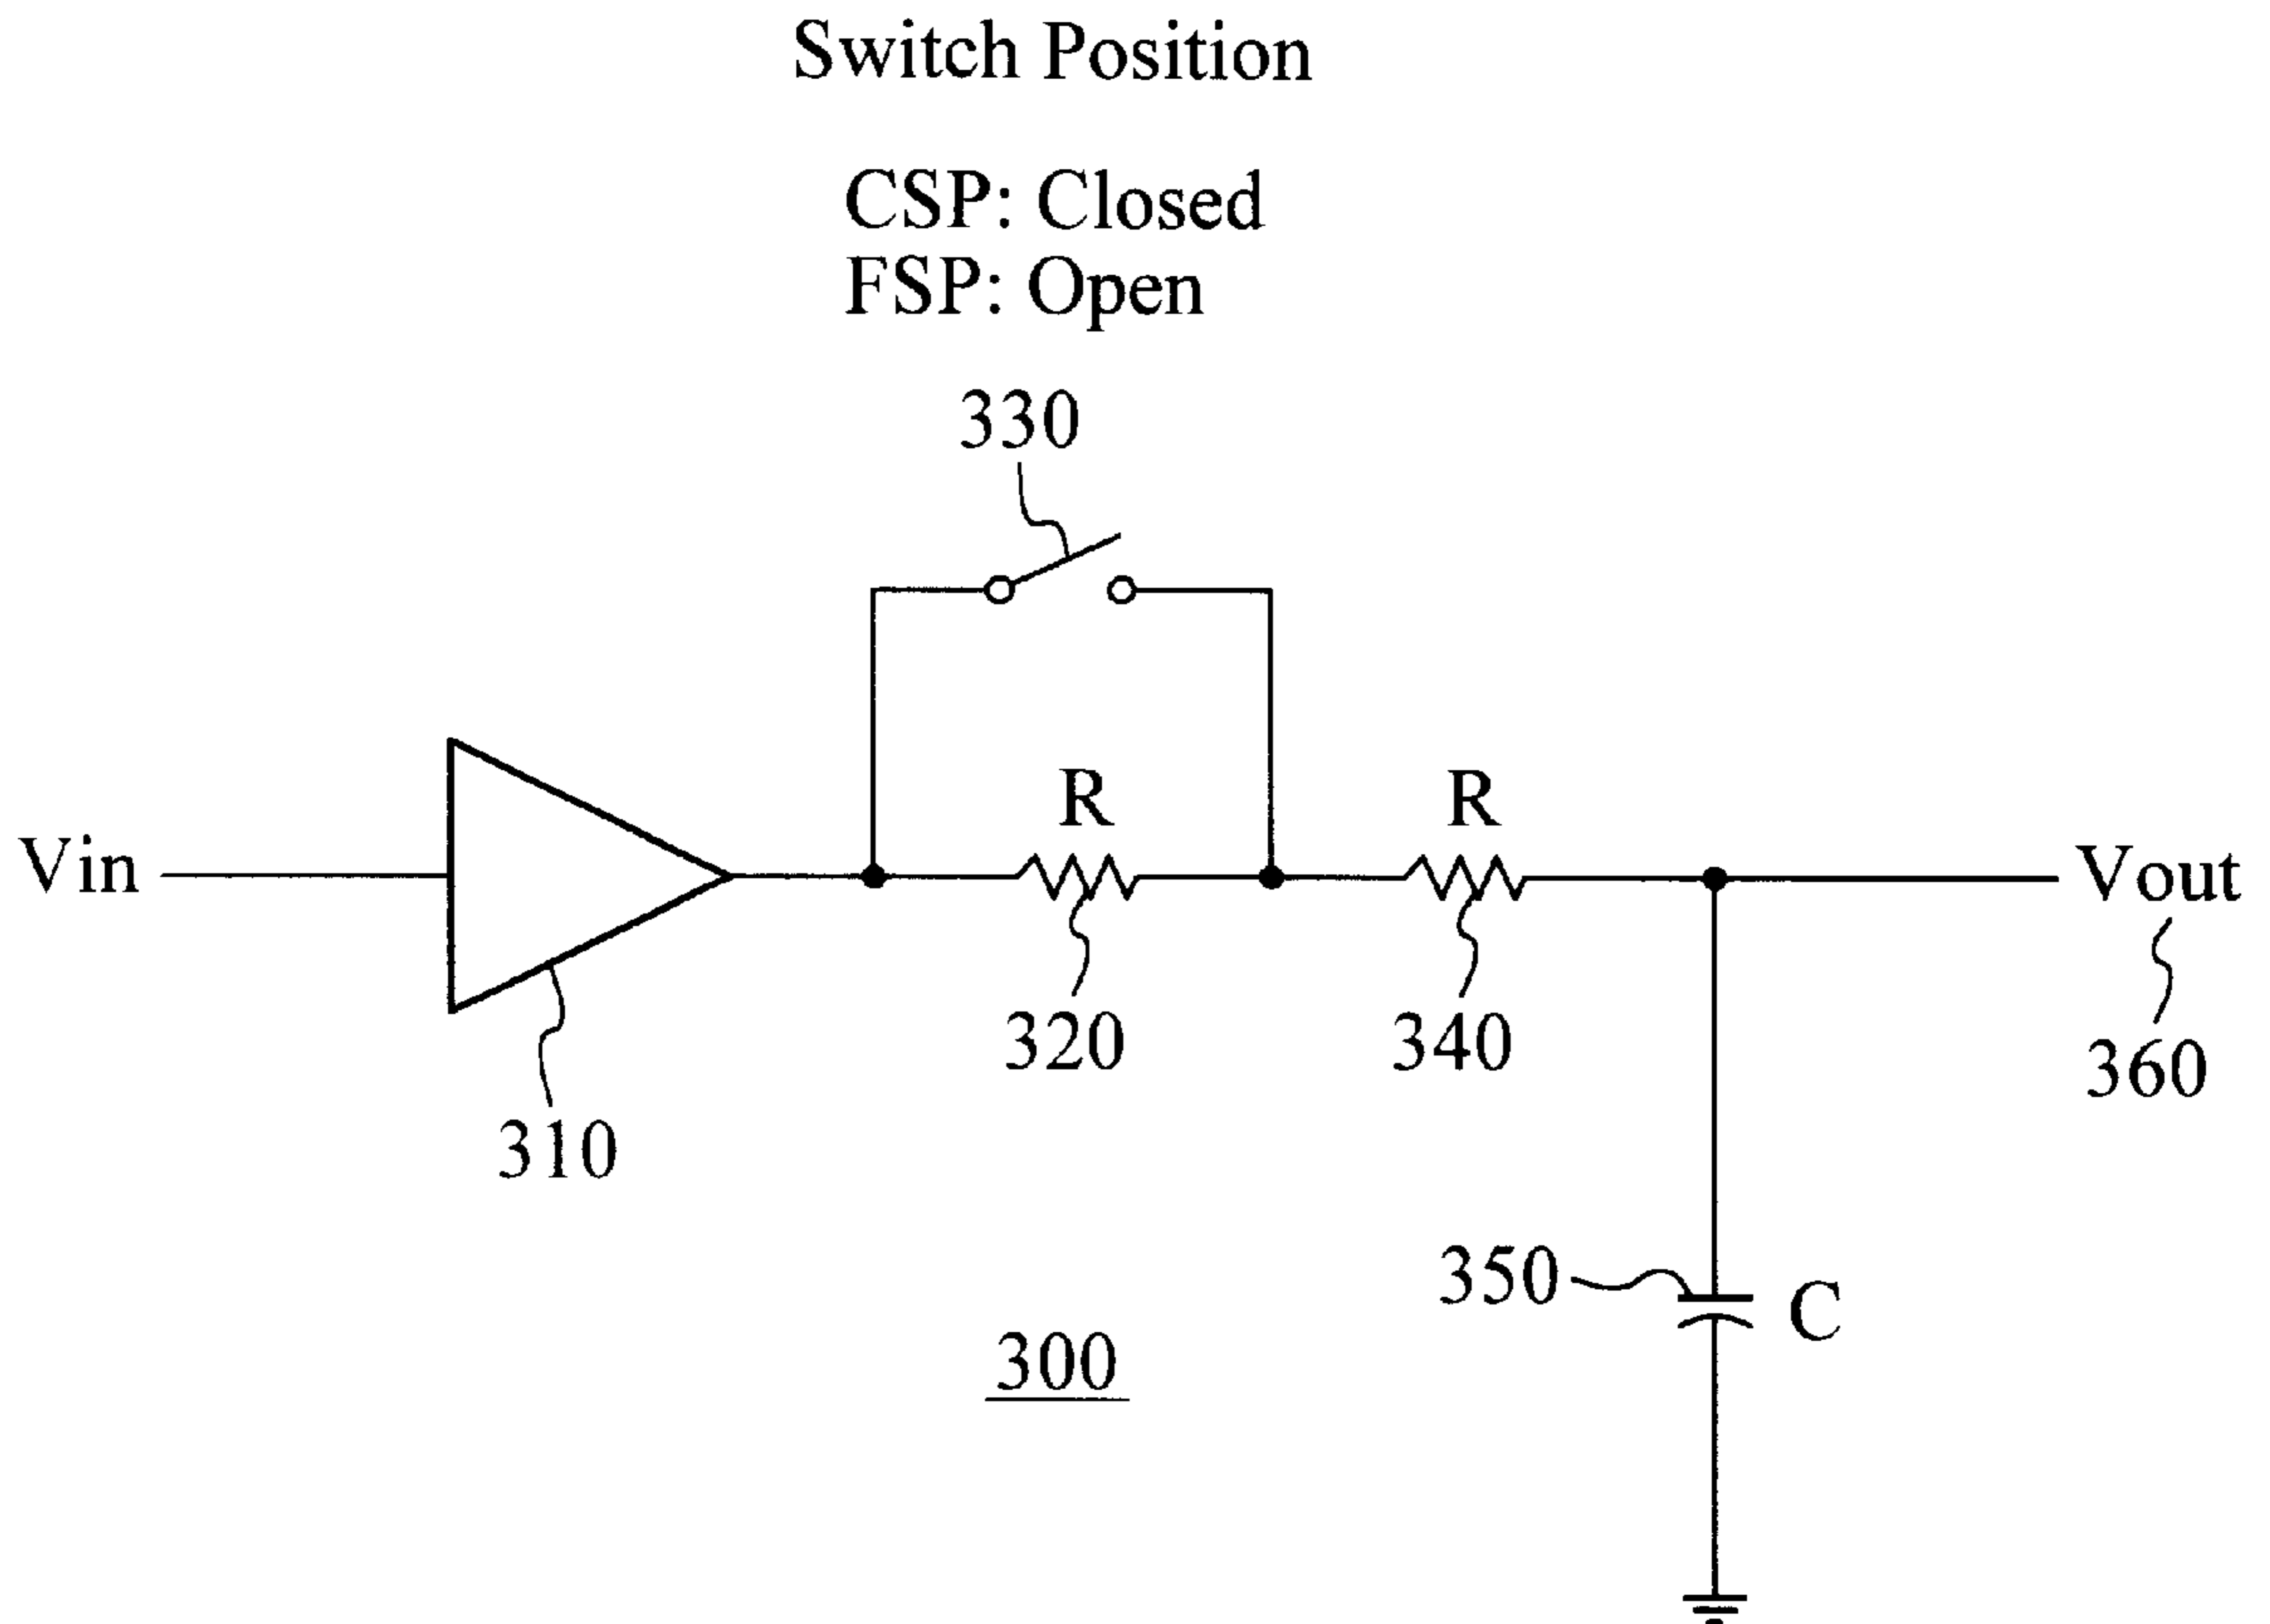 Switch Position
CSP: Closed
FSP: Open
330
R
R
Vin
Vout
320
340
360
310
350
C
300